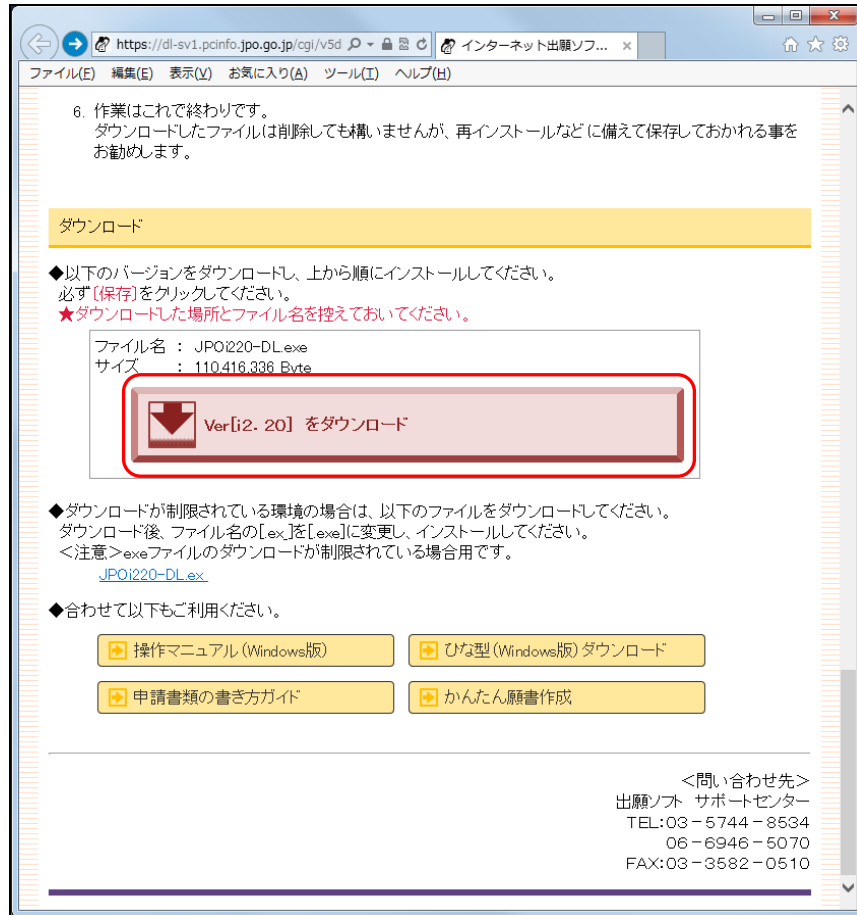 https://dl-sv1.pcinfo.jpo.go.jp/cgi/v5d
インターネット出願ソフ...
ファイル(F) 編集(E) 表示(V) お気に入り(A) ツール(T) ヘルプ(H)
6. 作業はこれで終わりです。
ダウンロードしたファイルは削除しても構いませんが、再インストールなどに備えて保存しておかれる事を
お勧めします。
ダウンロード
◆以下のバージョンをダウンロードし、上から順にインストールしてください。
必ず[保存]をクリックしてください。
★ダウンロードした場所とファイル名を控えておいてください。
ファイル名 : JPOi220-DL.exe
サイズ : 110,416,336 Byte
Ver[i2. 20] をダウンロード
◆ダウンロードが制限されている環境の場合は、以下のファイルをダウンロードしてください。
ダウンロード後、ファイル名の[.ex_]を[.exe]に変更し、インストールしてください。
<注意>exeファイルのダウンロードが制限されている場合用です。
JPOi220-DL.ex_
◆合わせて以下もご利用ください。
操作マニュアル(Windows版) ひな型(Windows版)ダウンロード
申請書類の書き方ガイド かんたん願書作成
<問い合わせ先>
出願ソフト サポートセンター
TEL:03-5744-8534
06-6946-5070
FAX:03-3582-0510